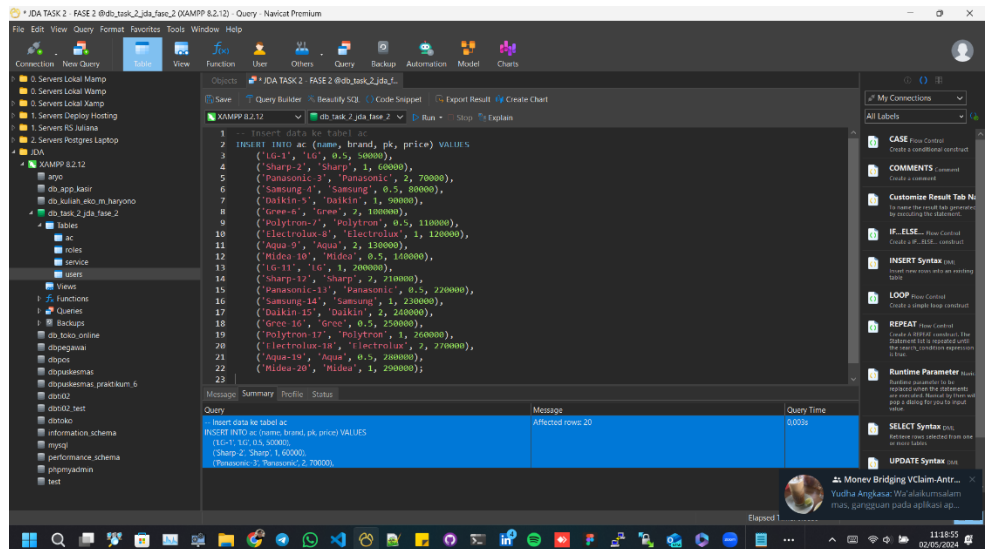 * JDA TASK 2 - FASE 2 @db_task_2_jda_fase_2 (XAMPP 8.2.12) - Query - Navicat Premium
File Edit View Query Format Favorites Tools Window Help
Connection New Query Table View Function User Others Query Backup Automation Model Charts
Objects * JDA TASK 2 - FASE 2 @db_task_2_jda_f...
Save Query Builder Beautify SQL Code Snippet Export Result Create Chart
XAMPP 8.2.12 db_task_2_jda_fase_2 Run Stop Explain
0. Servers Lokal Mamp
0. Servers Lokal Wamp
0. Servers Lokal Xamp
1. Servers Deploy Hosting
1. Servers RS Juliana
2. Servers Postgres Laptop
JDA
XAMPP 8.2.12
aryo
db_app_kasir
db_kuliah_eko_m_haryono
db_task_2_jda_fase_2
Tables
ac
roles
service
users
Views
Functions
Queries
Backups
db_toko_online
dbpegawai
dbpos
dbpuskesmas
dbpuskesmas_praktikum_6
dbti02
dbti02_test
dbtoko
information_schema
mysql
performance_schema
phpmyadmin
test
1 -- Insert data ke tabel ac
2 INSERT INTO ac (name, brand, pk, price) VALUES
3 ('LG-1', 'LG', 0.5, 50000),
4 ('Sharp-2', 'Sharp', 1, 60000),
5 ('Panasonic-3', 'Panasonic', 2, 70000),
6 ('Samsung-4', 'Samsung', 0.5, 80000),
7 ('Daikin-5', 'Daikin', 1, 90000),
8 ('Gree-6', 'Gree', 2, 100000),
9 ('Polytron-7', 'Polytron', 0.5, 110000),
10 ('Electrolux-8', 'Electrolux', 1, 120000),
11 ('Aqua-9', 'Aqua', 2, 130000),
12 ('Midea-10', 'Midea', 0.5, 140000),
13 ('LG-11', 'LG', 1, 200000),
14 ('Sharp-12', 'Sharp', 2, 210000),
15 ('Panasonic-13', 'Panasonic', 0.5, 220000),
16 ('Samsung-14', 'Samsung', 1, 230000),
17 ('Daikin-15', 'Daikin', 2, 240000),
18 ('Gree-16', 'Gree', 0.5, 250000),
19 ('Polytron-17', 'Polytron', 1, 260000),
20 ('Electrolux-18', 'Electrolux', 2, 270000),
21 ('Aqua-19', 'Aqua', 0.5, 280000),
22 ('Midea-20', 'Midea', 1, 290000);
23
Message Summary Profile Status
Query Message Query Time
-- Insert data ke tabel ac Affected rows: 20 0,003s
INSERT INTO ac (name, brand, pk, price) VALUES
('LG-1', 'LG', 0.5, 50000),
('Sharp-2', 'Sharp', 1, 60000),
('Panasonic-3', 'Panasonic', 2, 70000),
My Connections
All Labels
CASE Flow Control
Create a conditional construct
COMMENTS Comment
Create a comment
Customize Result Tab Na
To name the result tab generated
by executing the statement.
IF...ELSE... Flow Control
Create a IF...ELSE... construct
INSERT Syntax DML
Insert new rows into an existing
table
LOOP Flow Control
Create a simple loop construct
REPEAT Flow Control
Create A REPEAT construct. The
Statement list is repeated until
the search_condition expression
is true.
Runtime Parameter
Runtime parameter to be
replaced when the statements
are executed. Navicat by then will
pop a dialog for you to input
value
SELECT Syntax DML
Retrieve rows selected from one
or more tables
UPDATE Syntax DML
Monev Bridging VClaim-Antr...
Yudha Angkasa: Wa'alaikumsalam
mas, gangguan pada aplikasi ap...
Elapsed
11:18:55
02/05/2024